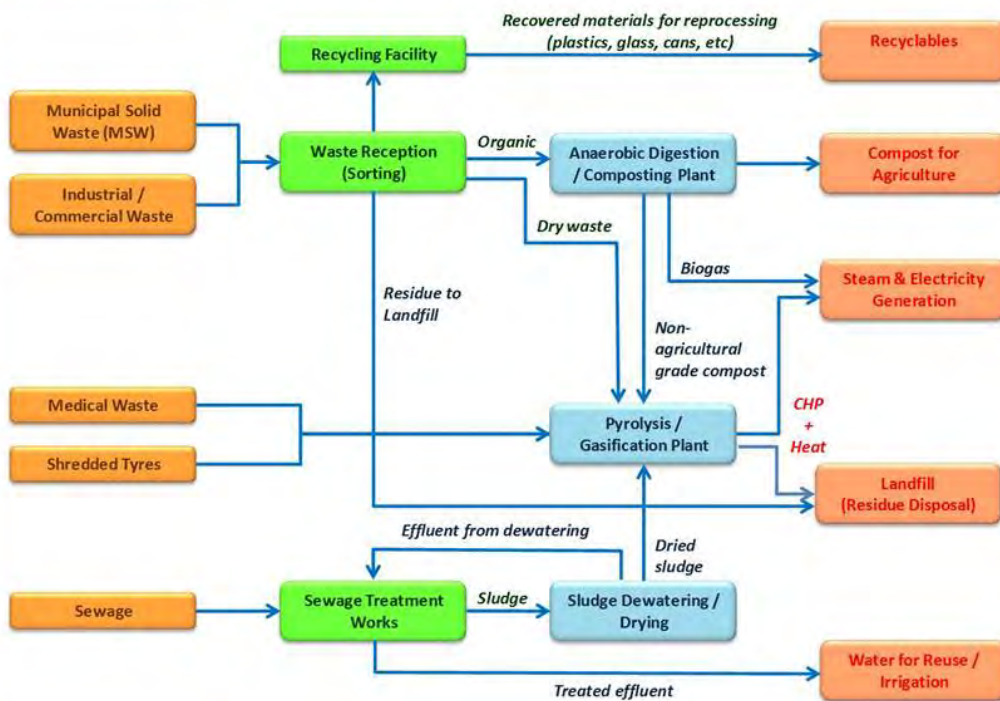 Recovered materials for reprocessing
(plastics, glass, cans, etc)
Recycling Facility
Recyclables
Municipal Solid
Waste (MSW)
Waste Reception
(Sorting)
Organic
Anaerobic Digestion
/ Composting Plant
Compost for
Agriculture
Industrial /
Commercial Waste
Dry waste
Biogas
Steam & Electricity
Generation
Residue to
Landfill
Non-
agricultural
grade compost
Medical Waste
Shredded Tyres
Pyrolysis /
Gasification Plant
CHP
+
Heat
Landfill
(Residue Disposal)
Effluent from dewatering
Dried
sludge
Sewage
Sewage Treatment
Works
Sludge
Sludge Dewatering /
Drying
Treated effluent
Water for Reuse /
Irrigation